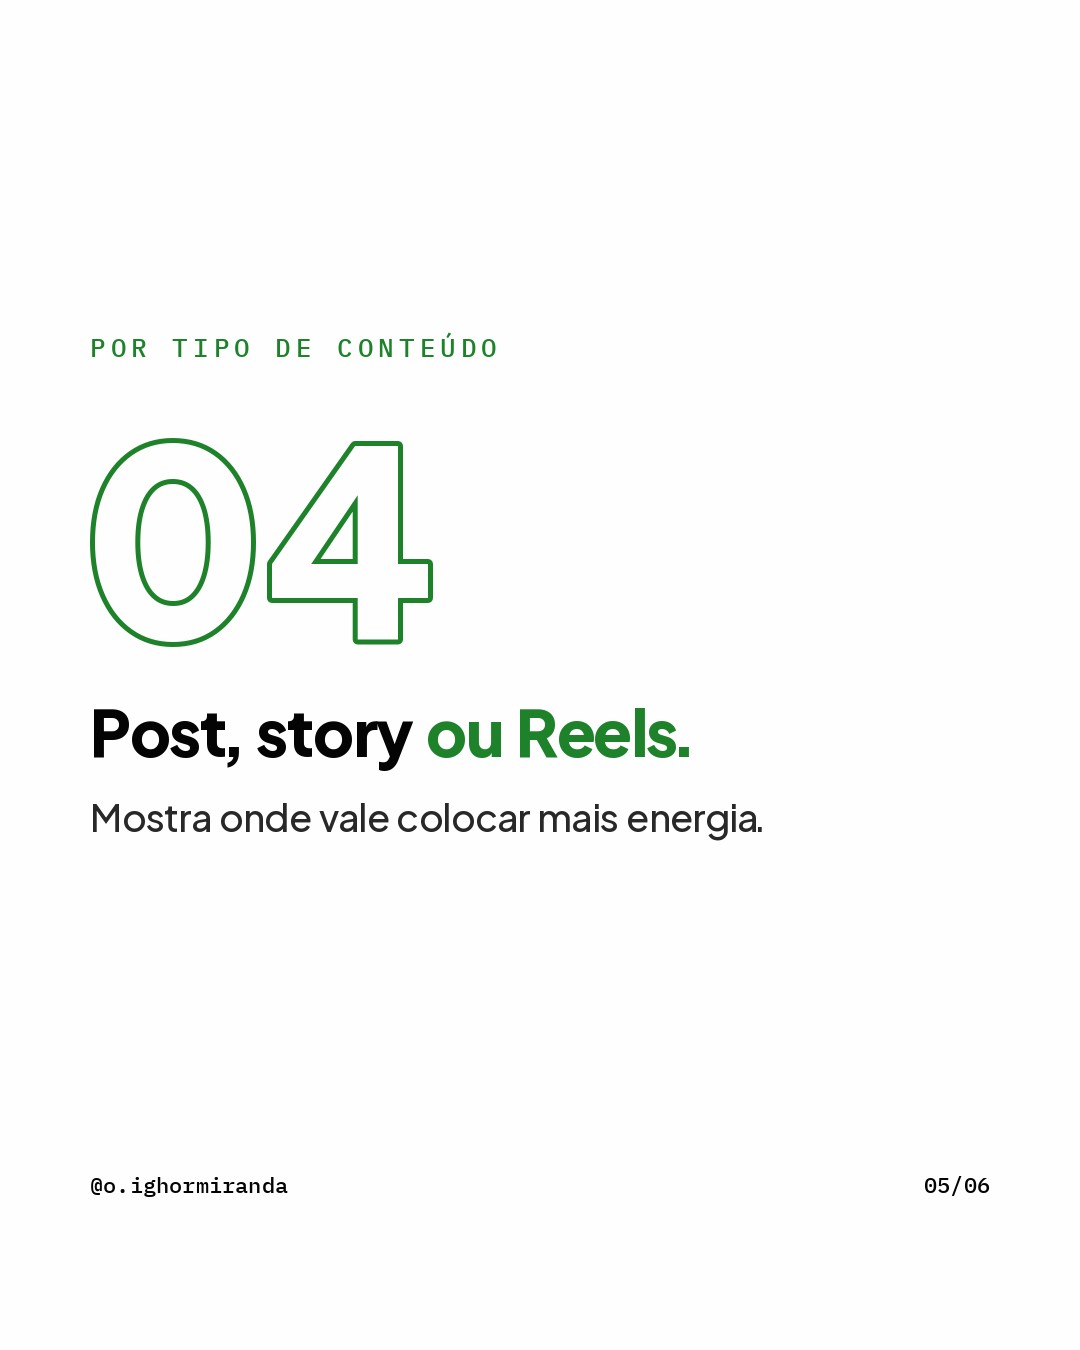 POR TIPO DE CONTEÚDO
04
Post, story ou Reels.
Mostra onde vale colocar mais energia.
@o.ighormiranda
05/06